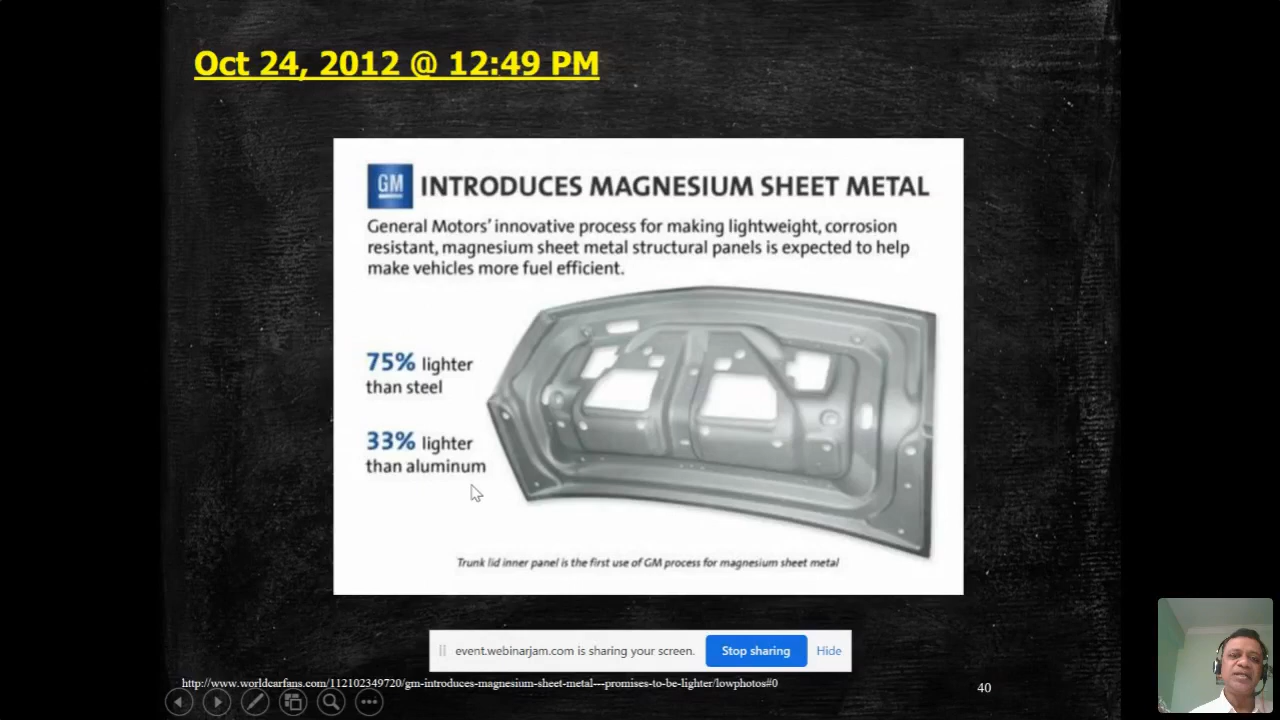 Oct 24, 2012 @ 12:49 PM
GM INTRODUCES MAGNESIUM SHEET METAL
General Motors' innovative process for making lightweight, corrosion
resistant, magnesium sheet metal structural panels is expected to help
make vehicles more fuel efficient.
75% lighter
than steel
33% lighter
than aluminum
Trunk lid inner panel is the first use of GM process for magnesium sheet metal
event.webinarjam.com is sharing your screen. Stop sharing Hide
http://www.worldcarfans.com/112102349720/gm-introduces-magnesium-sheet-metal---promises-to-be-lighter/lowphotos#0
40